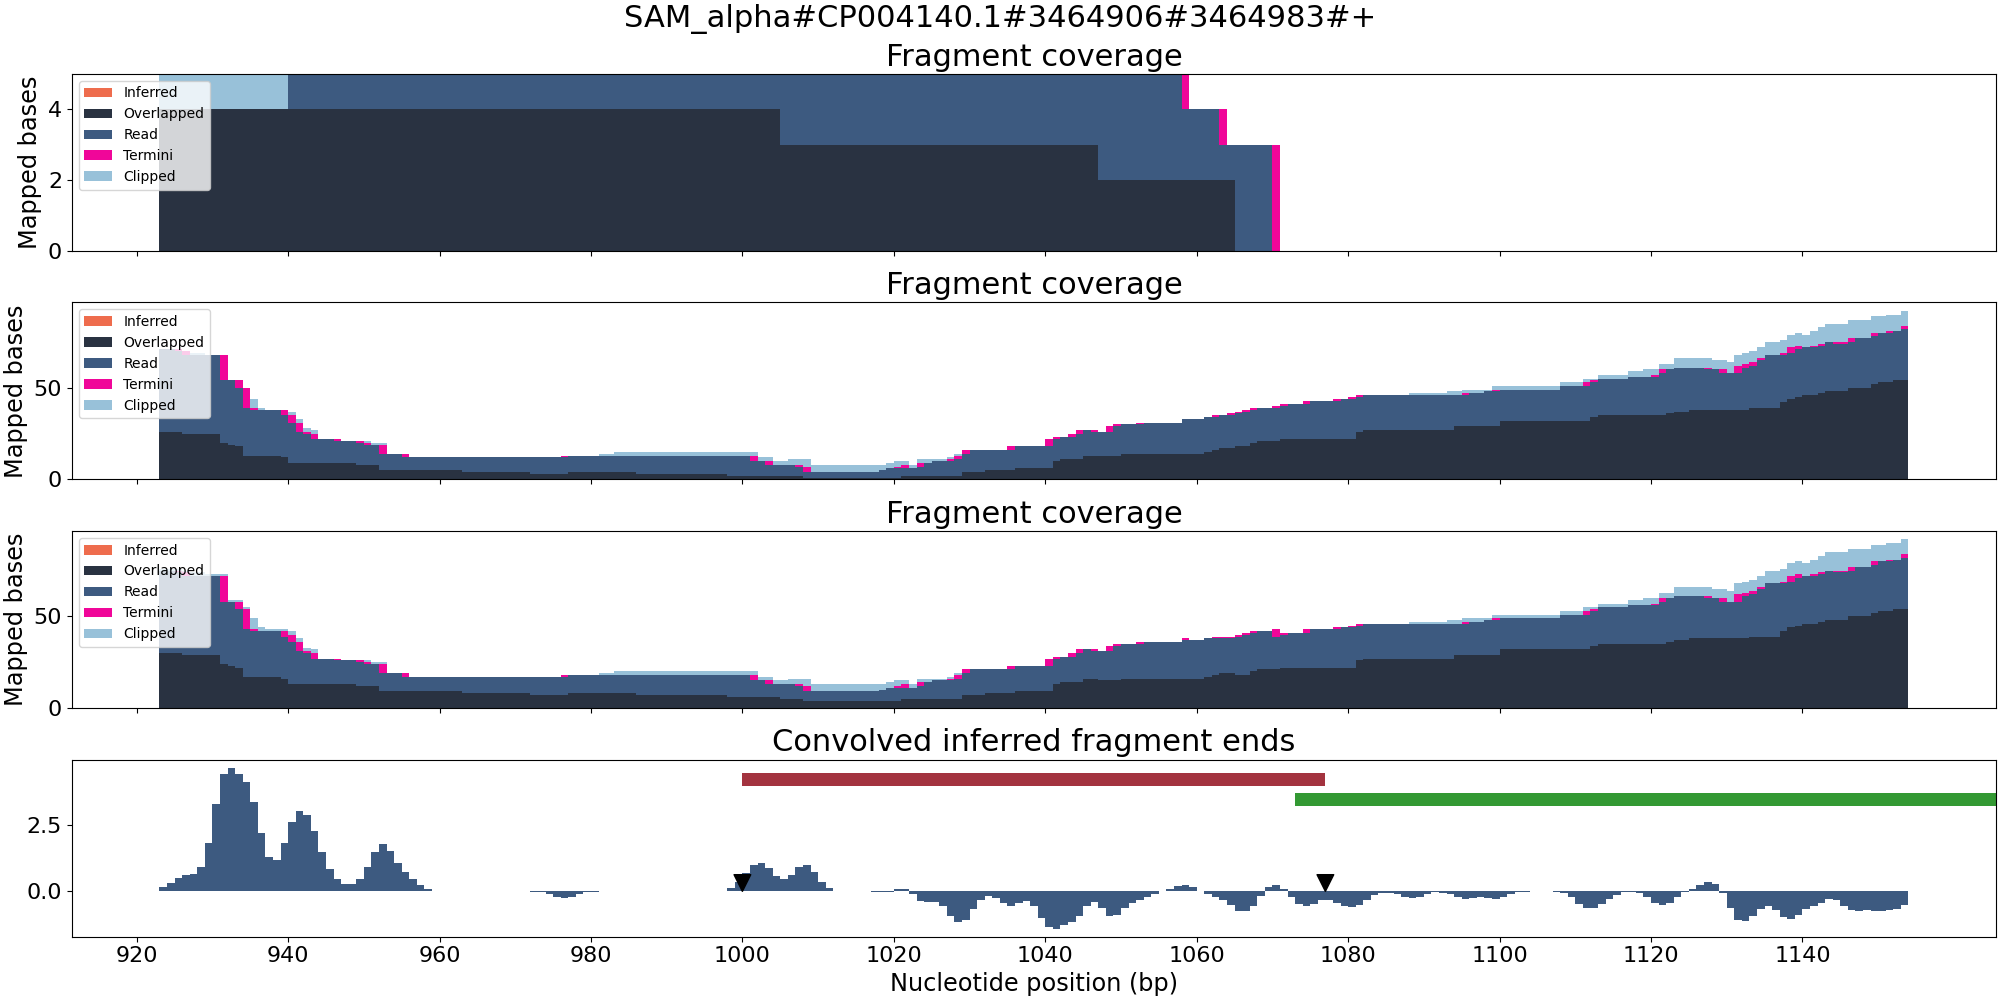 SAM_alpha#CP004140.1#3464906#3464983#+
Fragment coverage
Mapped bases
4
2
0
Inferred
Overlapped
Read
Termini
Clipped
Fragment coverage
Mapped bases
50
0
Inferred
Overlapped
Read
Termini
Clipped
Fragment coverage
Mapped bases
50
0
Inferred
Overlapped
Read
Termini
Clipped
Convolved inferred fragment ends
2.5
0.0
920 940 960 980 1000 1020 1040 1060 1080 1100 1120 1140
Nucleotide position (bp)